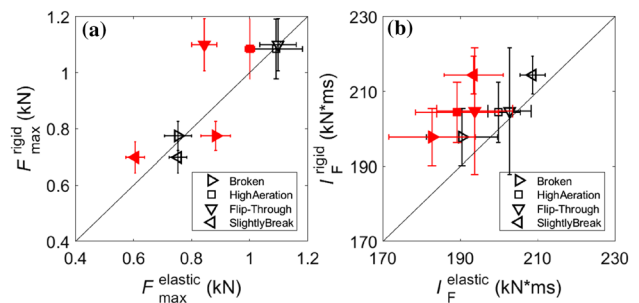 (a)
1.2
1
0.8
0.6
0.4
F rigid max (kN)
Broken
HighAeration
Flip-Through
SlightlyBreak
0.4 0.6 0.8 1 1.2
F elastic max (kN)
(b)
230
210
190
170
I rigid F (kN*ms)
Broken
HighAeration
Flip-Through
SlightlyBreak
170 190 210 230
I elastic F (kN*ms)